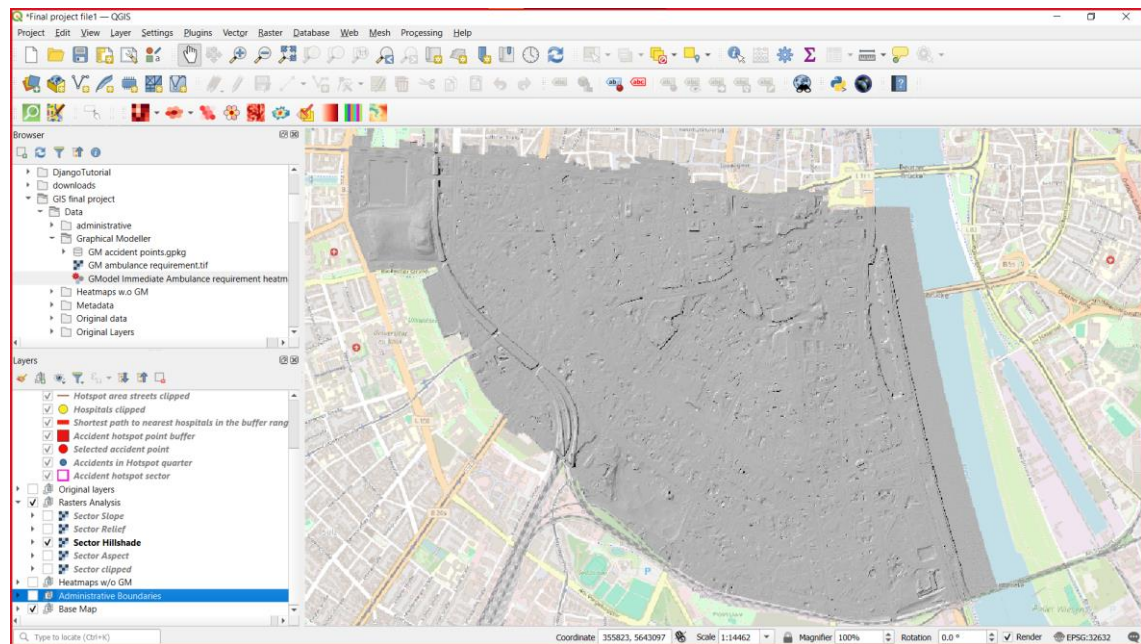 *Final project file1 — QGIS
Project Edit View Layer Settings Plugins Vector Raster Database Web Mesh Processing Help
Browser
DjangoTutorial
downloads
GIS final project
Data
administrative
Graphical Modeller
GM accident points.gpkg
GM ambulance requirement.tif
GModel Immediate Ambulance requirement heatm
Heatmaps w.o GM
Metadata
Original data
Original Layers
Layers
Hotspot area streets clipped
Hospitals clipped
Shortest path to nearest hospitals in the buffer rang
Accident hotspot point buffer
Selected accident point
Accidents in Hotspot quarter
Accident hotspot sector
Original layers
Rasters Analysis
Sector Slope
Sector Relief
Sector Hillshade
Sector Aspect
Sector clipped
Heatmaps w/o GM
Administrative Boundaries
Base Map
Type to locate (Ctrl+K)
Coordinate 355823, 5643097 Scale 1:14462 Magnifier 100% Rotation 0.0 ° Render EPSG:32632